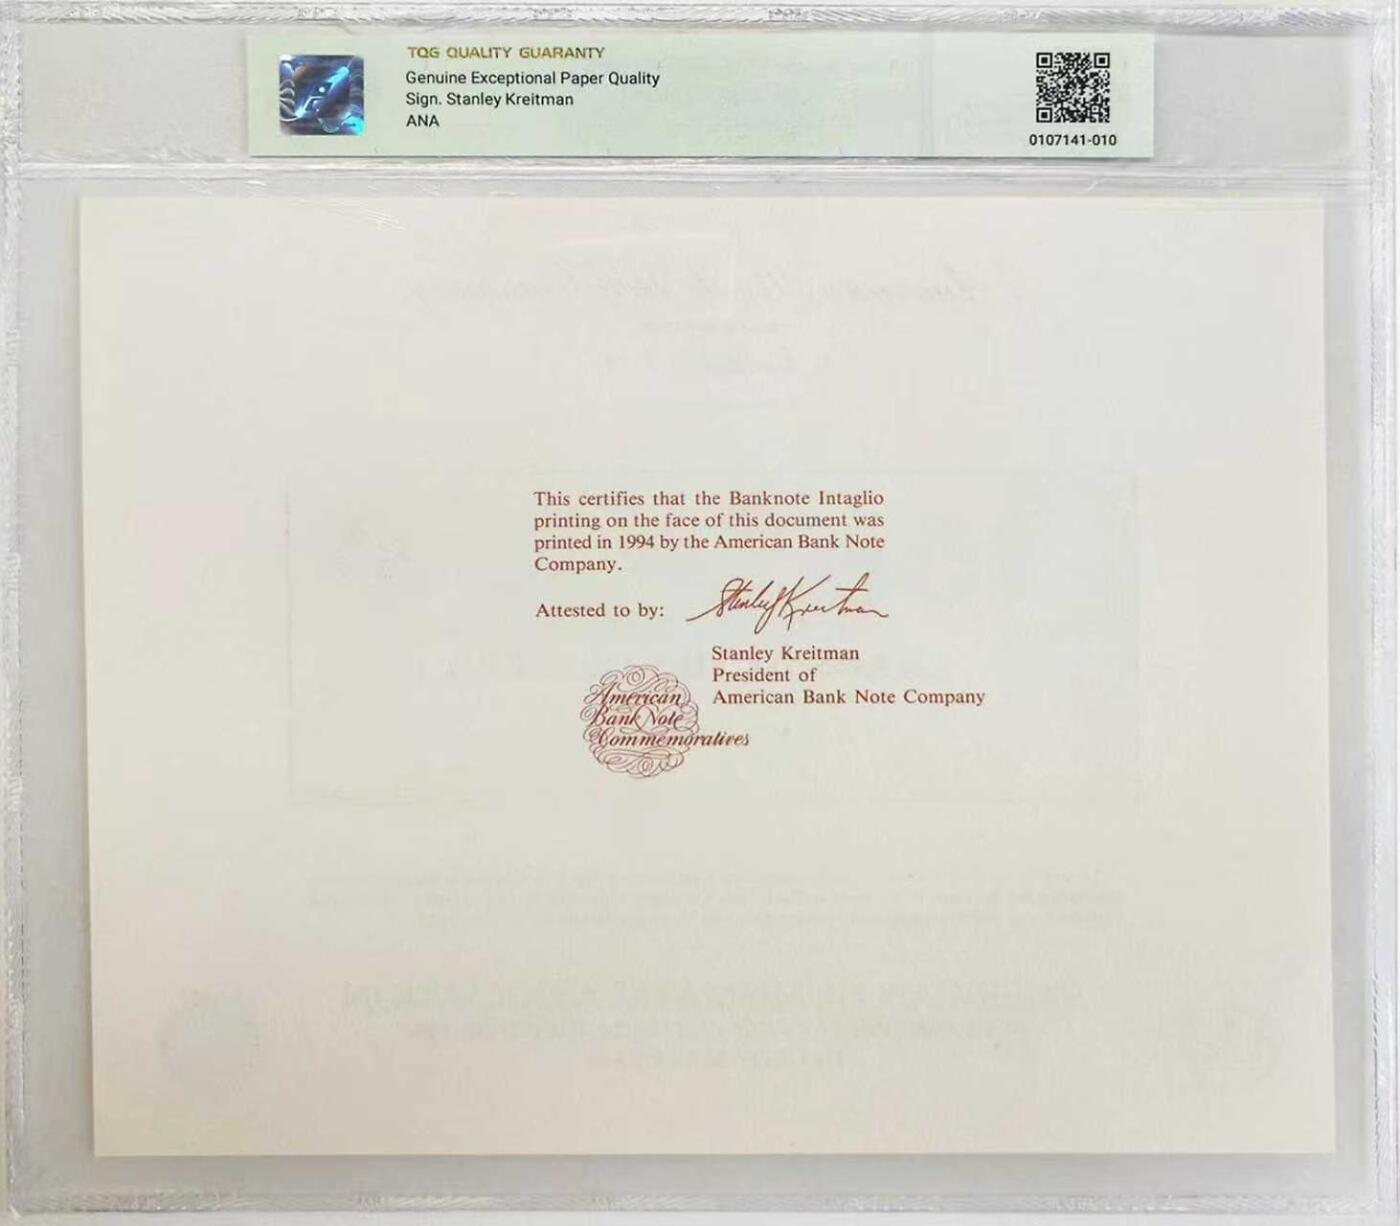 TQG QUALITY GUARANTY
Genuine Exceptional Paper Quality
Sign. Stanley Kreitman
ANA
0107141-010
This certifies that the Banknote Intaglio
printing on the face of this document was
printed in 1994 by the American Bank Note
Company.
Attested to by:
Stanley Kreitman
Stanley Kreitman
President of
American Bank Note Company
American
Bank Note
Commemoratives